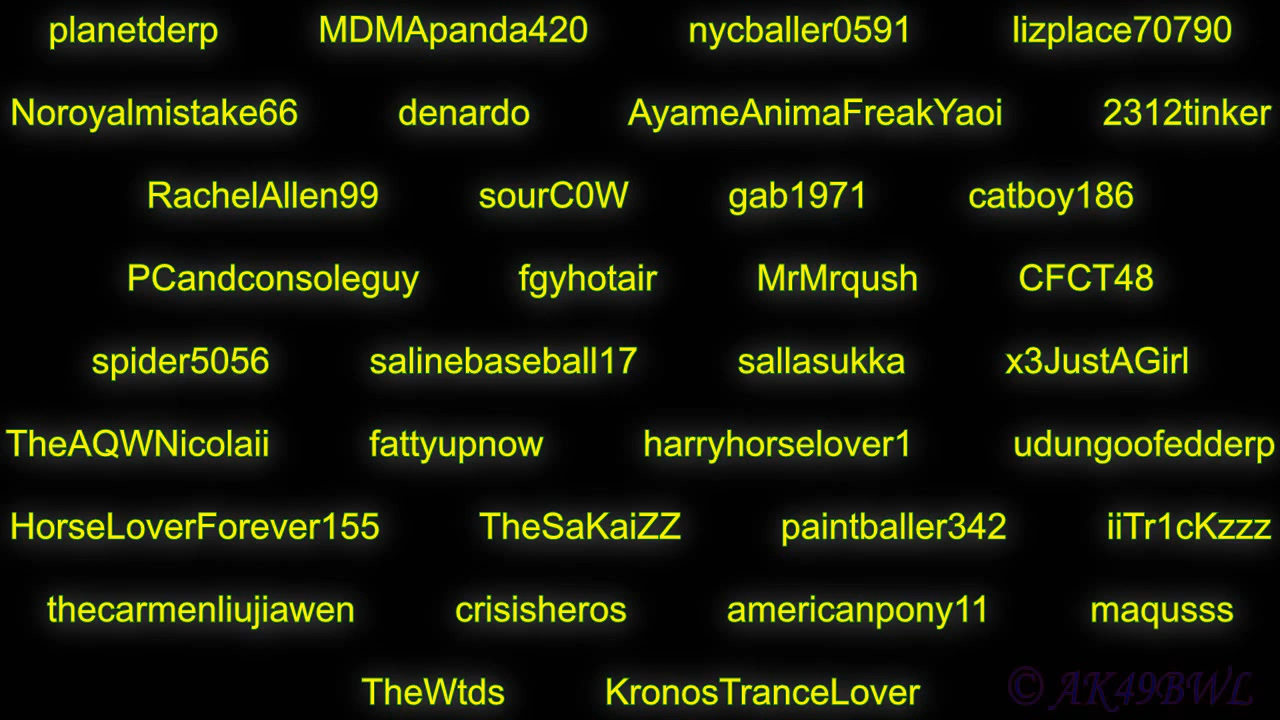 planetderp MDMApanda420 nycballer0591 lizplace70790
Noroyalmistake66 denardo AyameAnimaFreakYaoi 2312tinker
RachelAllen99 sourC0W gab1971 catboy186
PCandconsoleguy fgyhotair MrMrqush CFCT48
spider5056 salinebaseball17 sallasukka x3JustAGirl
TheAQWNicolaii fattyupnow harryhorselover1 udungoofedderp
HorseLoverForever155 TheSaKaiZZ paintballer342 iiTr1cKzzz
thecarmenliujiawen crisisheros americanpony11 maqusss
TheWtds KronosTranceLover
© AK49BWL